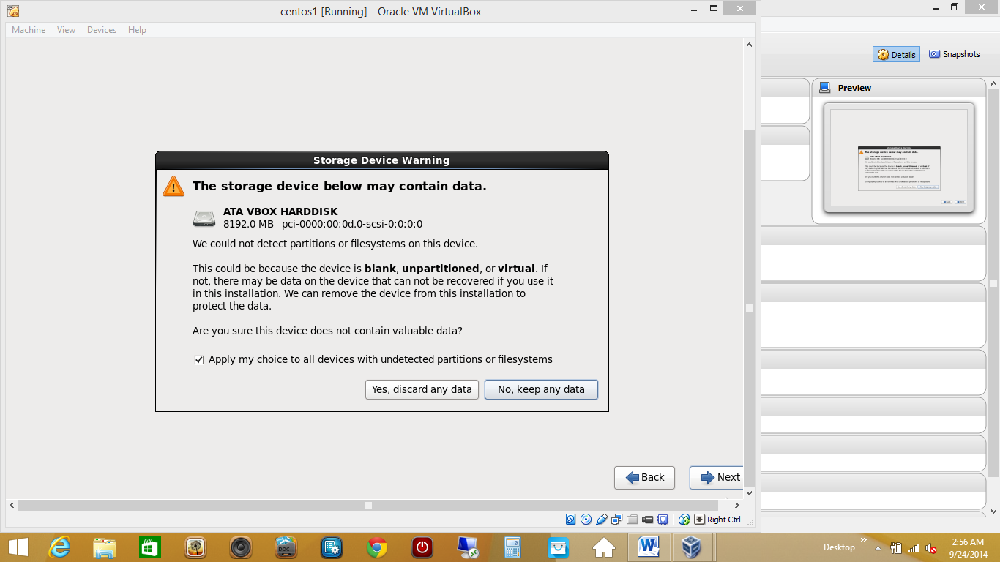 centos1 [Running] - Oracle VM VirtualBox
Machine View Devices Help
Details Snapshots
Preview
Storage Device Warning
The storage device below may contain data.
ATA VBOX HARDDISK
8192.0 MB pci-0000:00:0d.0-scsi-0:0:0:0
We could not detect partitions or filesystems on this device.
This could be because the device is blank, unpartitioned, or virtual. If
not, there may be data on the device that can not be recovered if you use it
in this installation. We can remove the device from this installation to
protect the data.
Are you sure this device does not contain valuable data?
Apply my choice to all devices with undetected partitions or filesystems
Yes, discard any data No, keep any data
Back Next
Right Ctrl
DOC
Desktop
2:56 AM
9/24/2014